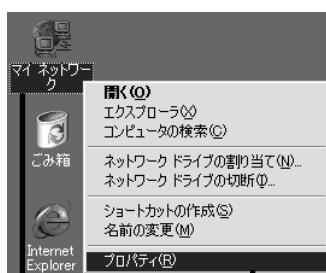 マイ ネットワー
ク
ごみ箱
Internet
Explorer
開く(O)
エクスプローラ(X)
コンピュータの検索(C)
ネットワーク ドライブの割り当て(N)...
ネットワーク ドライブの切断(I)...
ショートカットの作成(S)
名前の変更(M)
プロパティ(R)